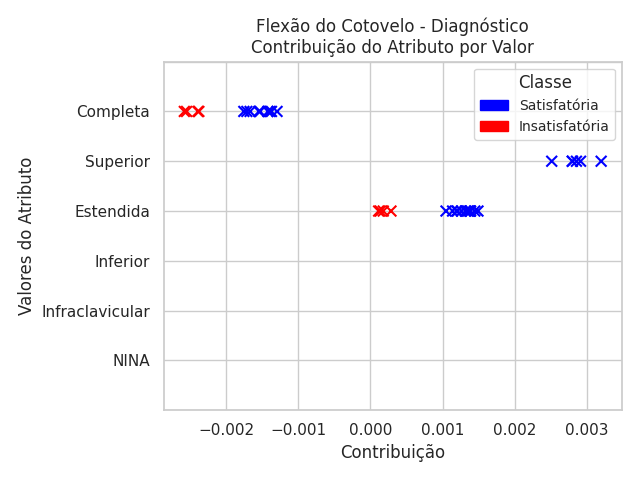 Flexão do Cotovelo - Diagnóstico
Contribuição do Atributo por Valor
Classe
Satisfatória
Insatisfatória
Valores do Atributo
Completa
Superior
Estendida
Inferior
Infraclavicular
NINA
−0.002 −0.001 0.000 0.001 0.002 0.003
Contribuição